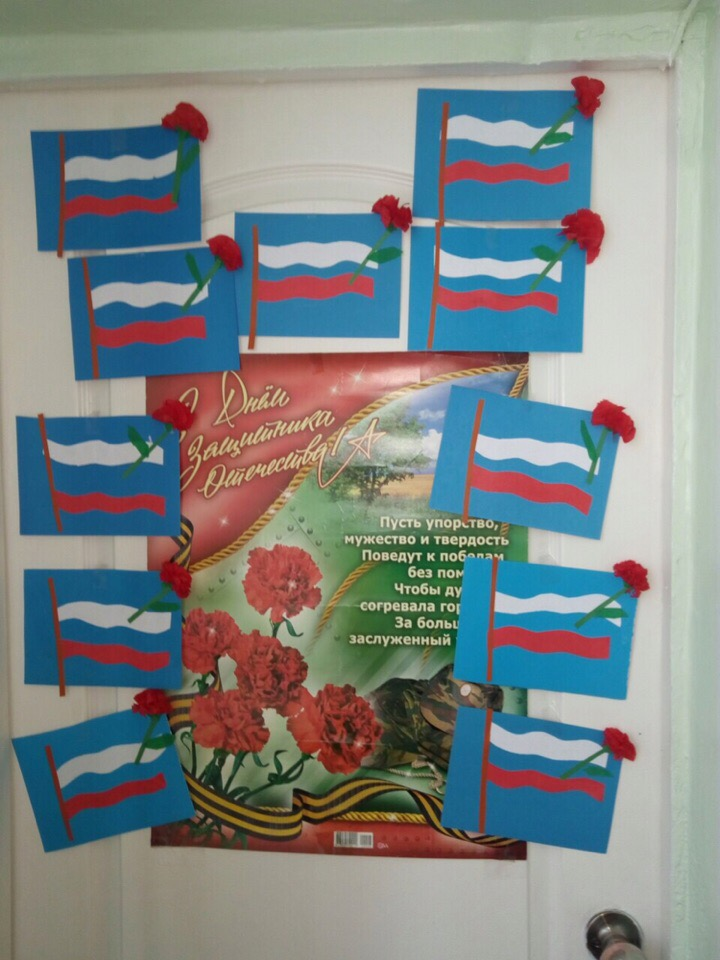 С Днём
Защитника
Отечества!
Пусть упорство,
мужество и твердость
Поведут к победам
без
Чтобы
согревала
За
заслуженный